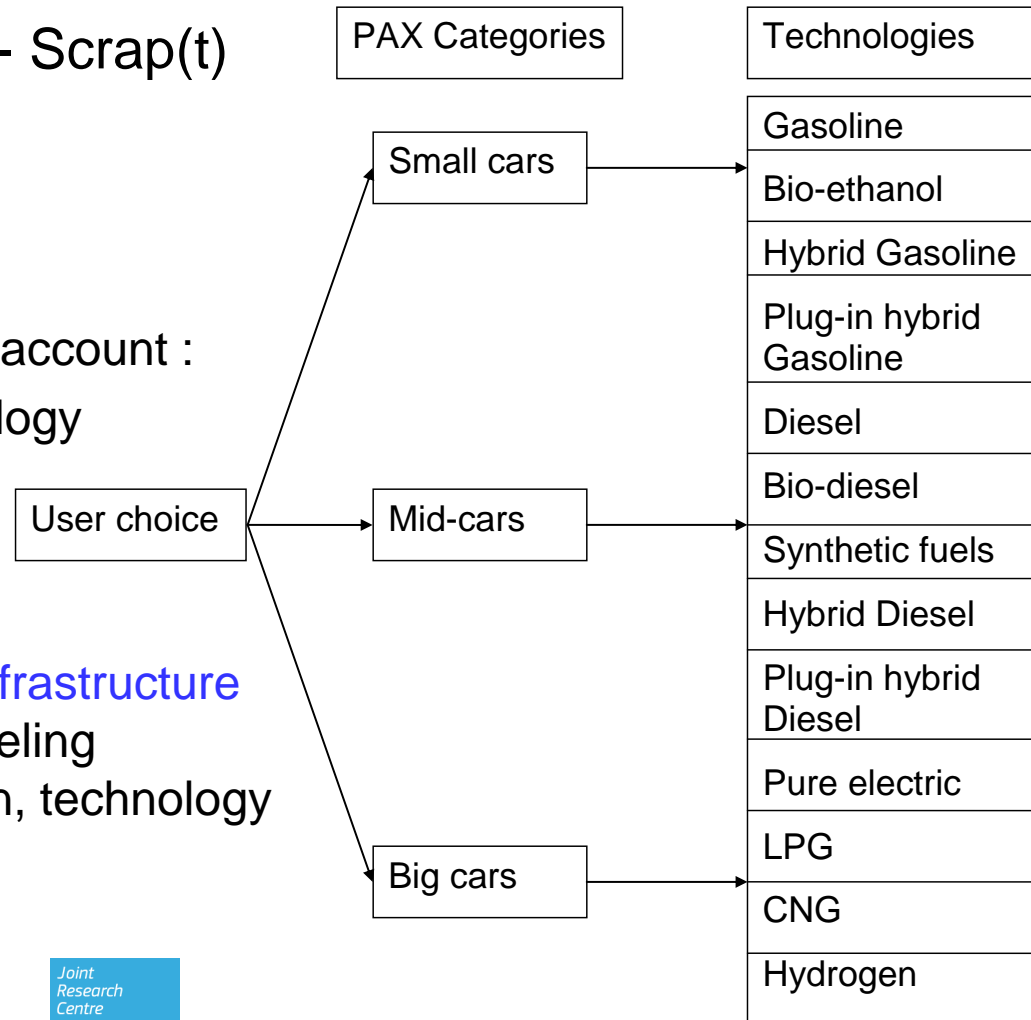 - Scrap(t)
PAX Categories
Technologies
Small cars
Gasoline
Bio-ethanol
Hybrid Gasoline
Plug-in hybrid
Gasoline
account :
logy
Diesel
Bio-diesel
User choice
Mid-cars
Synthetic fuels
Hybrid Diesel
frastructure
Plug-in hybrid
Diesel
eling
n, technology
Pure electric
LPG
Big cars
CNG
Hydrogen
Joint
Research
Centre